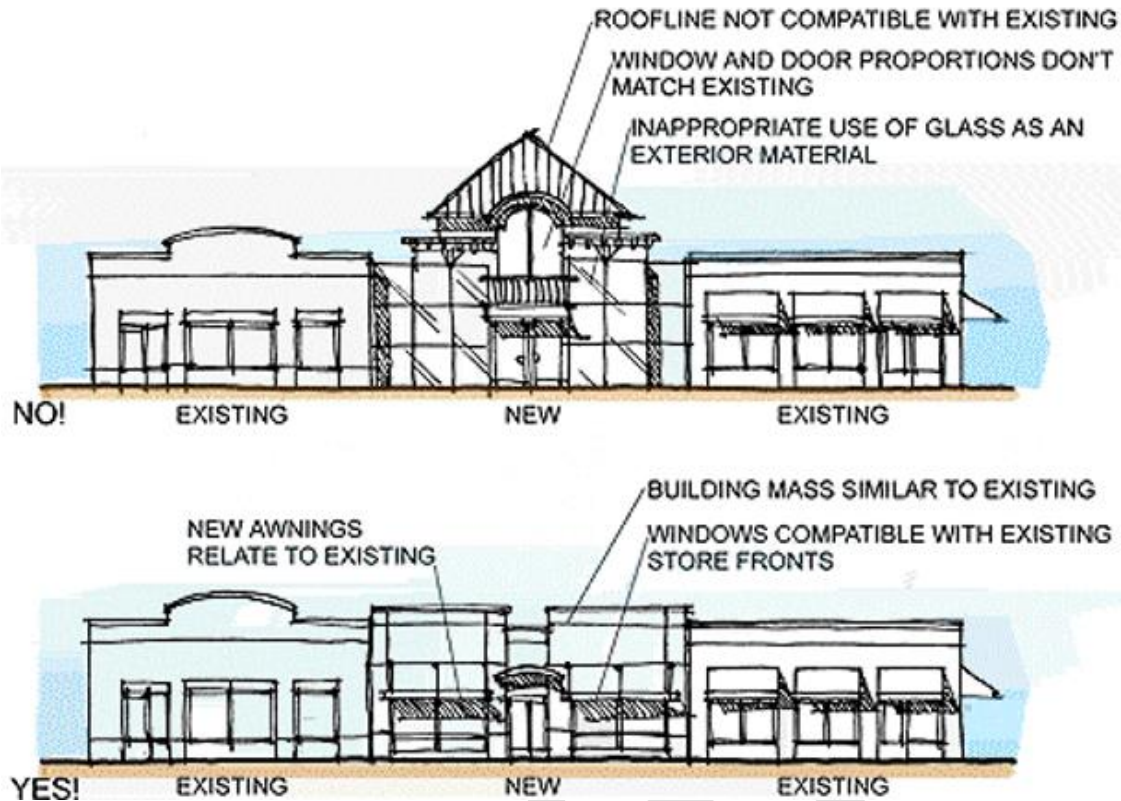 ROOFLINE NOT COMPATIBLE WITH EXISTING
WINDOW AND DOOR PROPORTIONS DON'T
MATCH EXISTING
INAPPROPRIATE USE OF GLASS AS AN
EXTERIOR MATERIAL
NO!
EXISTING
NEW
EXISTING
BUILDING MASS SIMILAR TO EXISTING
NEW AWNINGS
RELATE TO EXISTING
WINDOWS COMPATIBLE WITH EXISTING
STORE FRONTS
YES!
EXISTING
NEW
EXISTING